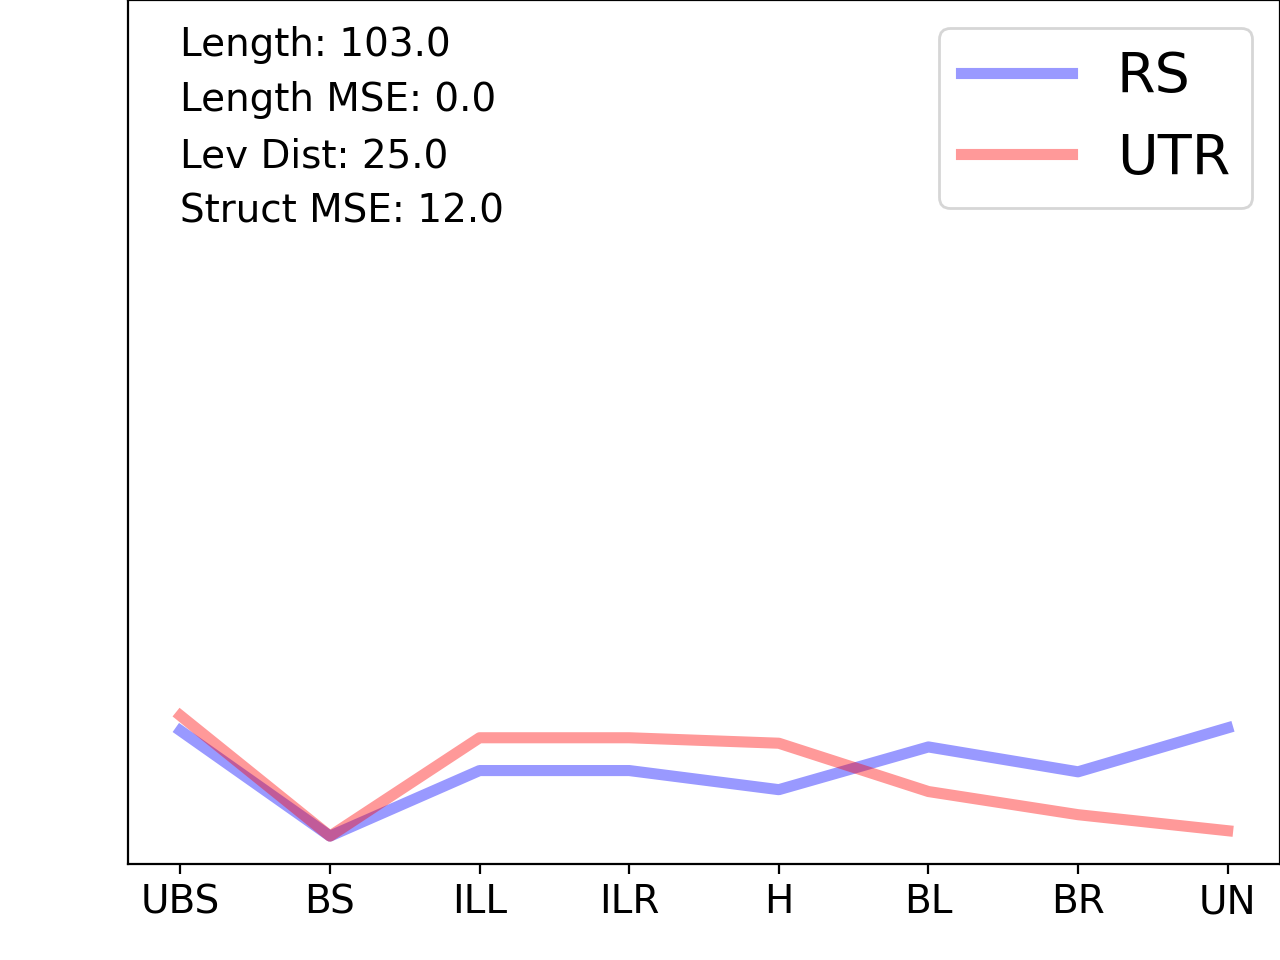 Length: 103.0
Length MSE: 0.0
Lev Dist: 25.0
Struct MSE: 12.0
RS
UTR
UBS BS ILL ILR H BL BR UN